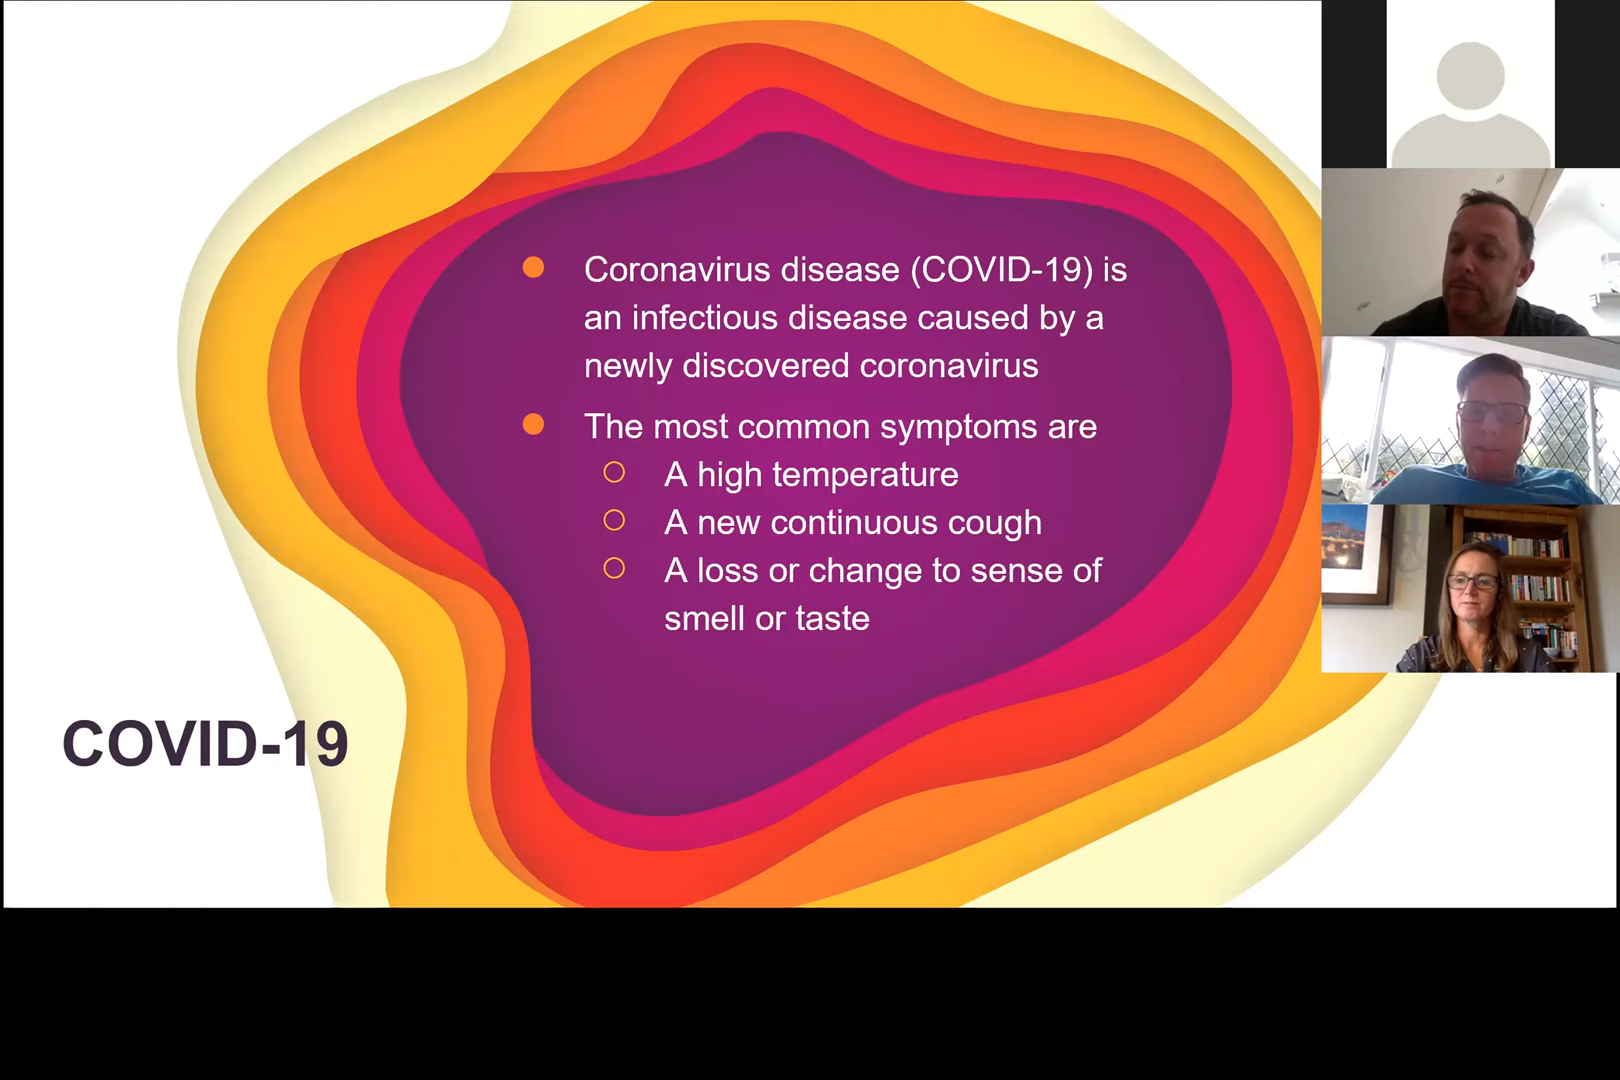 Coronavirus disease (COVID-19) is
an infectious disease caused by a
newly discovered coronavirus
The most common symptoms are
A high temperature
A new continuous cough
A loss or change to sense of
smell or taste
COVID-19